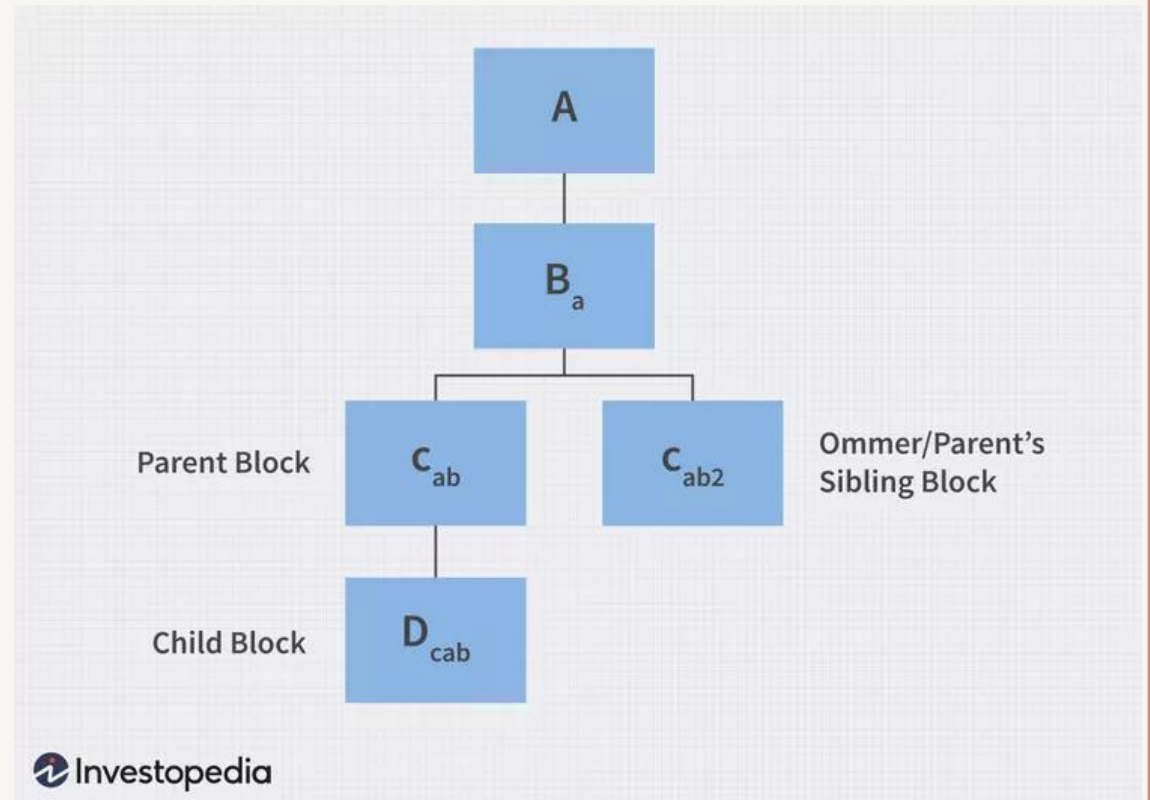 A
Ba
Parent Block
Cab
Cab2
Ommer/Parent’s
Sibling Block
Child Block
Dcab
Investopedia